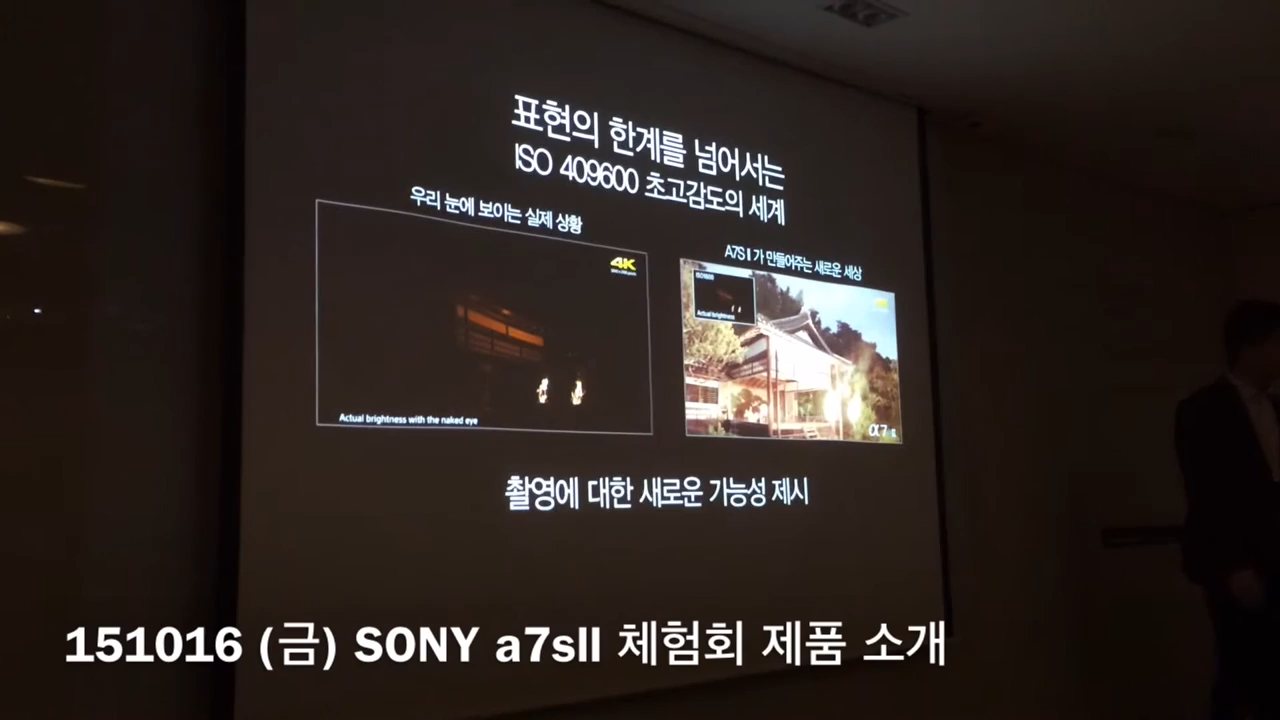 표현의 한계를 넘어서는
ISO 409600 초고감도의 세계
우리 눈에 보이는 실제 상황
4K
Actual brightness with the naked eye
A7S II 가 만들어주는 새로운 세상
Actual brightness
α7
촬영에 대한 새로운 가능성 제시
151016 (금) SONY a7sII 체험회 제품 소개